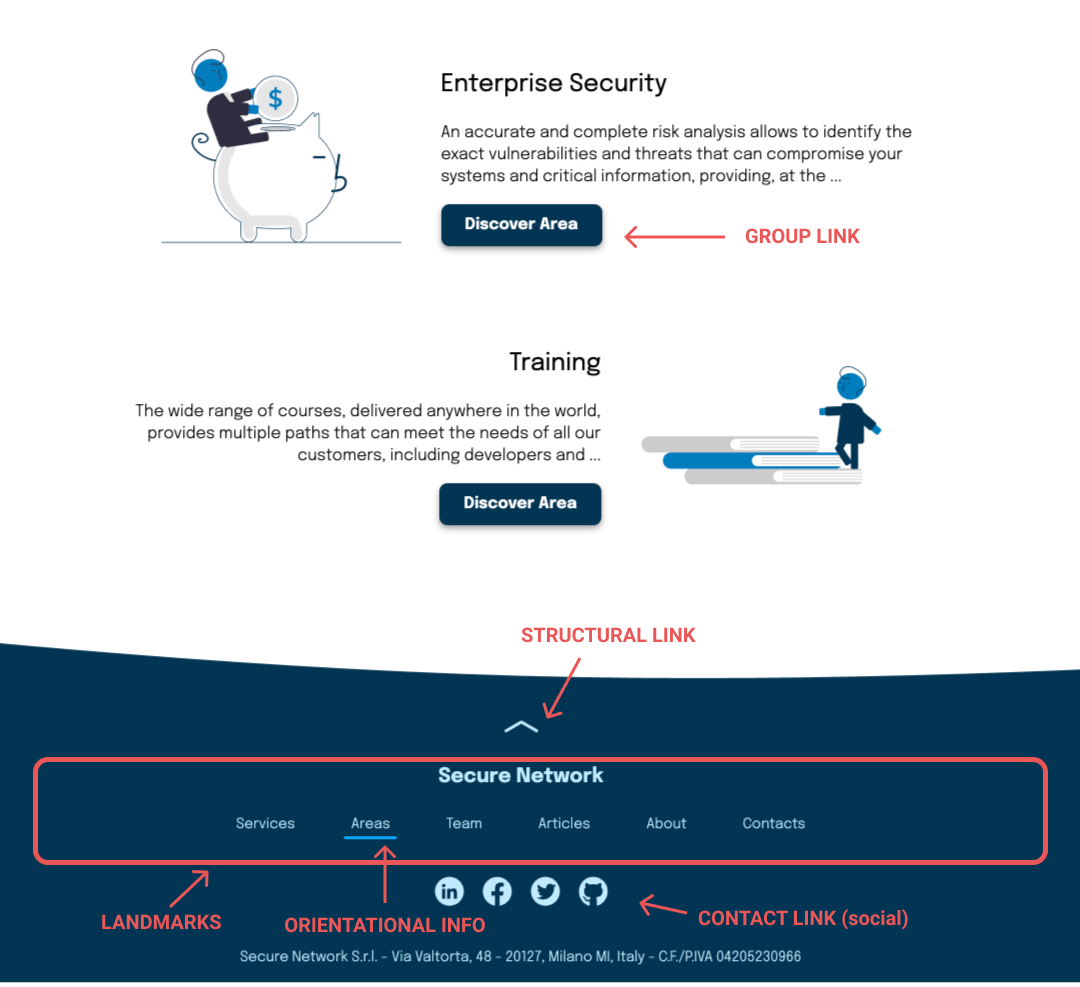 $
Enterprise Security
An accurate and complete risk analysis allows to identify the
exact vulnerabilities and threats that can compromise your
systems and critical information, providing, at the ...
Discover Area
GROUP LINK
Training
The wide range of courses, delivered anywhere in the world,
provides multiple paths that can meet the needs of all our
customers, including developers and ...
Discover Area
STRUCTURAL LINK
Secure Network
Services Areas Team Articles About Contacts
in
LANDMARKS
ORIENTATIONAL INFO
CONTACT LINK (social)
Secure Network S.r.l. - Via Valtorta, 48 - 20127, Milano MI, Italy - C.F./P.IVA 04205230966